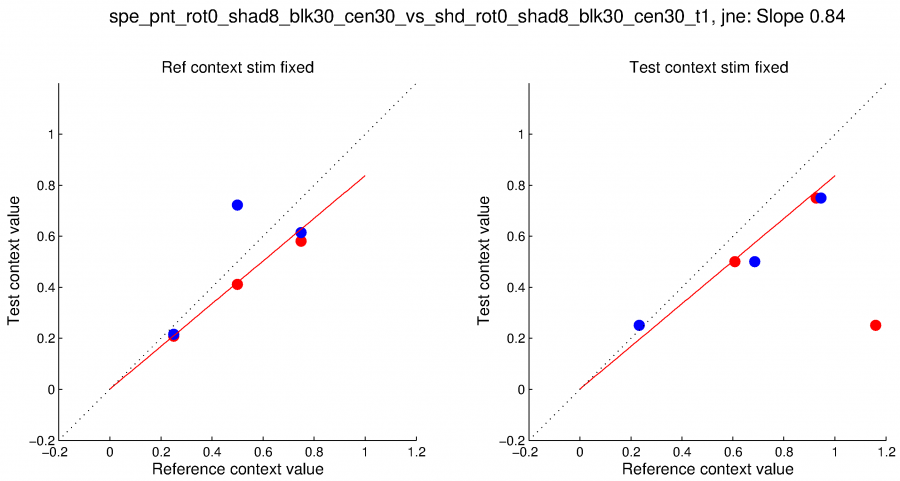 spe_pnt_rot0_shad8_blk30_cen30_vs_shd_rot0_shad8_blk30_cen30_t1, jne: Slope 0.84
Ref context stim fixed
1
0.8
0.6
0.4
0.2
0
−0.2
−0.2 0 0.2 0.4 0.6 0.8 1 1.2
Test context value
Reference context value
Test context stim fixed
1
0.8
0.6
0.4
0.2
0
−0.2
−0.2 0 0.2 0.4 0.6 0.8 1 1.2
Test context value
Reference context value